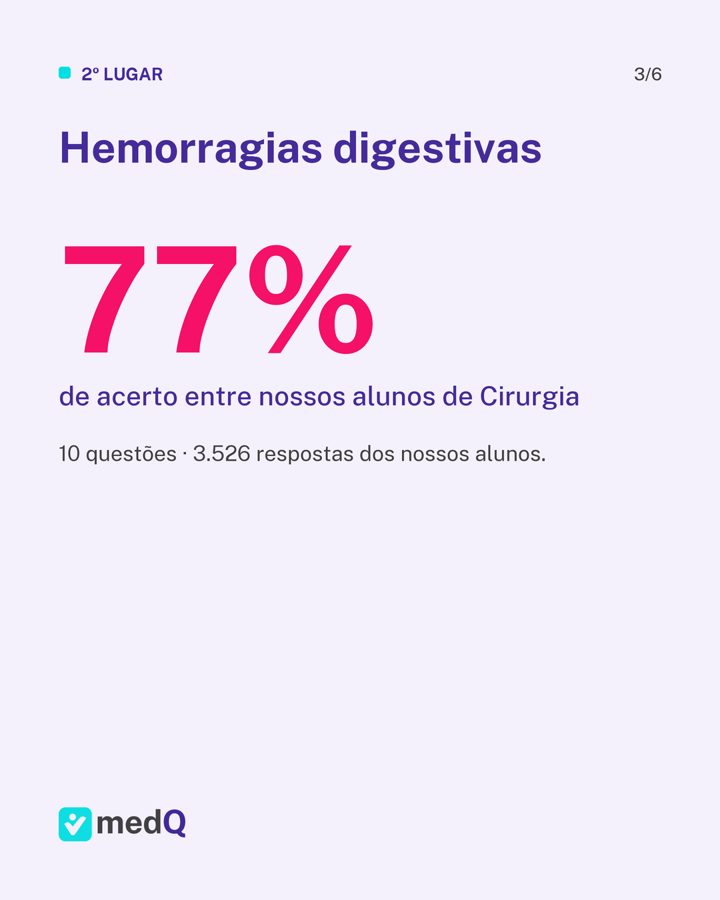 2º LUGAR
3/6
Hemorragias digestivas
77%
de acerto entre nossos alunos de Cirurgia
10 questões · 3.526 respostas dos nossos alunos.
medQ